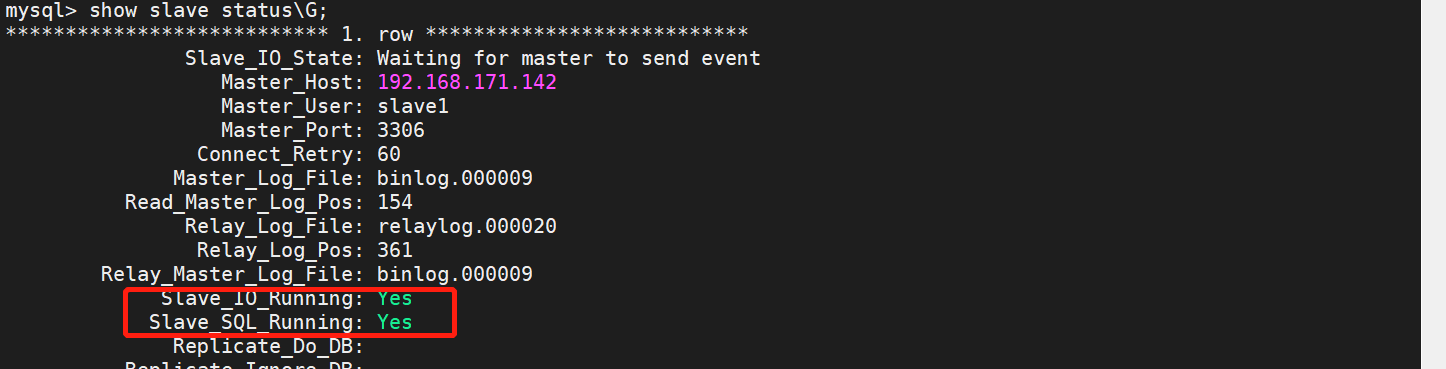 mysql> show slave status\G;
*************************** 1. row ***************************
Slave_IO_State: Waiting for master to send event
Master_Host: 192.168.171.142
Master_User: slave1
Master_Port: 3306
Connect_Retry: 60
Master_Log_File: binlog.000009
Read_Master_Log_Pos: 154
Relay_Log_File: relaylog.000020
Relay_Log_Pos: 361
Relay_Master_Log_File: binlog.000009
Slave_IO_Running: Yes
Slave_SQL_Running: Yes
Replicate_Do_DB:
Replicate_Ignore_DB: